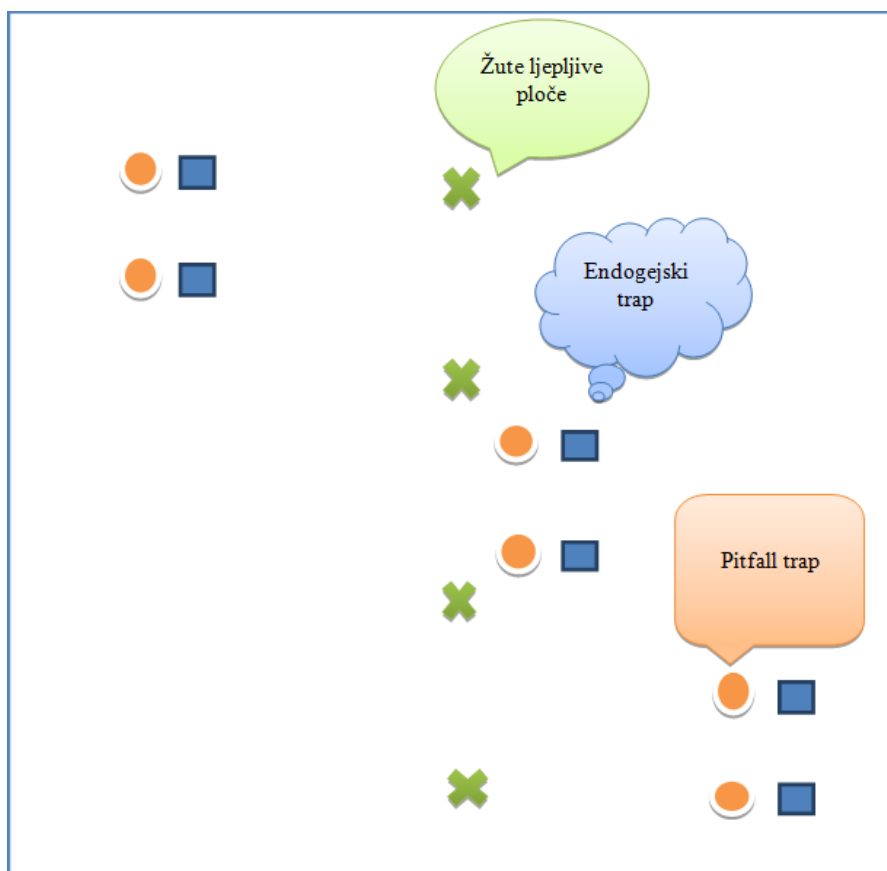 Žute ljepljive
ploče
Endogejski
trap
Pitfall trap